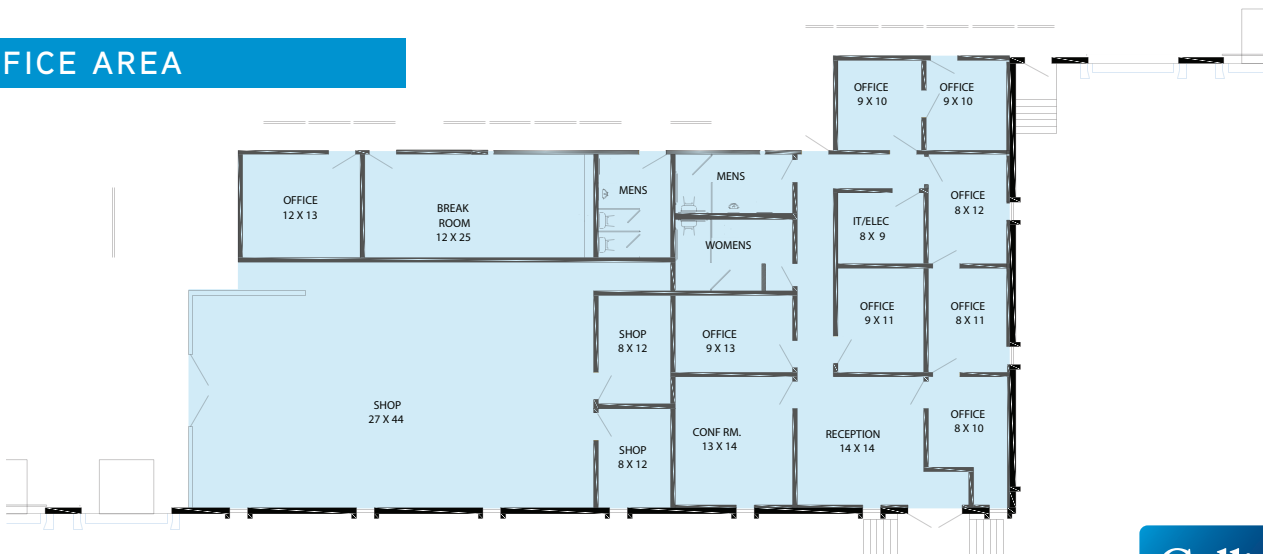 FICE AREA
OFFICE
9 X 10
OFFICE
9 X 10
OFFICE
12 X 13
BREAK
ROOM
12 X 25
MENS
MENS
WOMENS
IT/ELEC
8 X 9
OFFICE
8 X 12
OFFICE
9 X 11
OFFICE
8 X 11
SHOP
8 X 12
OFFICE
9 X 13
SHOP
27 X 44
SHOP
8 X 12
CONF RM.
13 X 14
RECEPTION
14 X 14
OFFICE
8 X 10